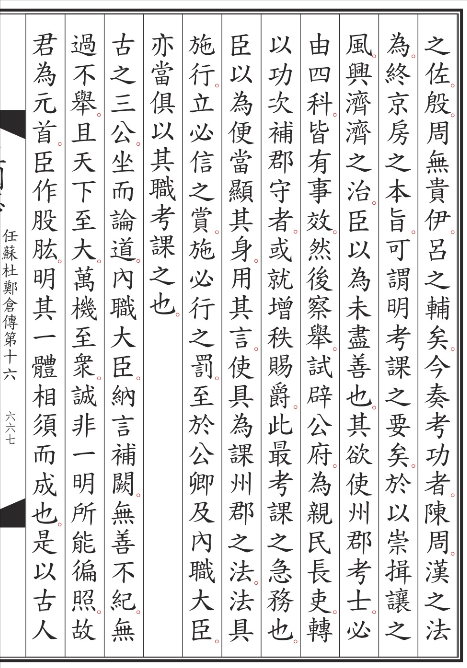 之佐。殷周無貴伊呂之輔矣。今奏考功者。陳周漢之法
為。終京房之本旨。可謂明考課之要矣。於以崇揖讓之
風。興濟濟之治。臣以為未盡善也。其欲使州郡考士。必
由四科。皆有事效。然後察舉。試辟公府。為親民長吏。轉
以功次補郡守者。或就增秩賜爵。此最考課之急務也。
臣以為便當顯其身。用其言。使具為課州郡之法。法具
施行。立必信之賞。施必行之罰。至於公卿及內職大臣。
亦當俱以其職考課之也。
古之三公。坐而論道。內職大臣。納言補闕。無善不紀。無
過不舉。且天下至大。萬機至衆。誠非一明所能徧照。故
君為元首。臣作股肱。明其一體相須而成也。是以古人
任蘇杜鄭倉傳第十六
六六七